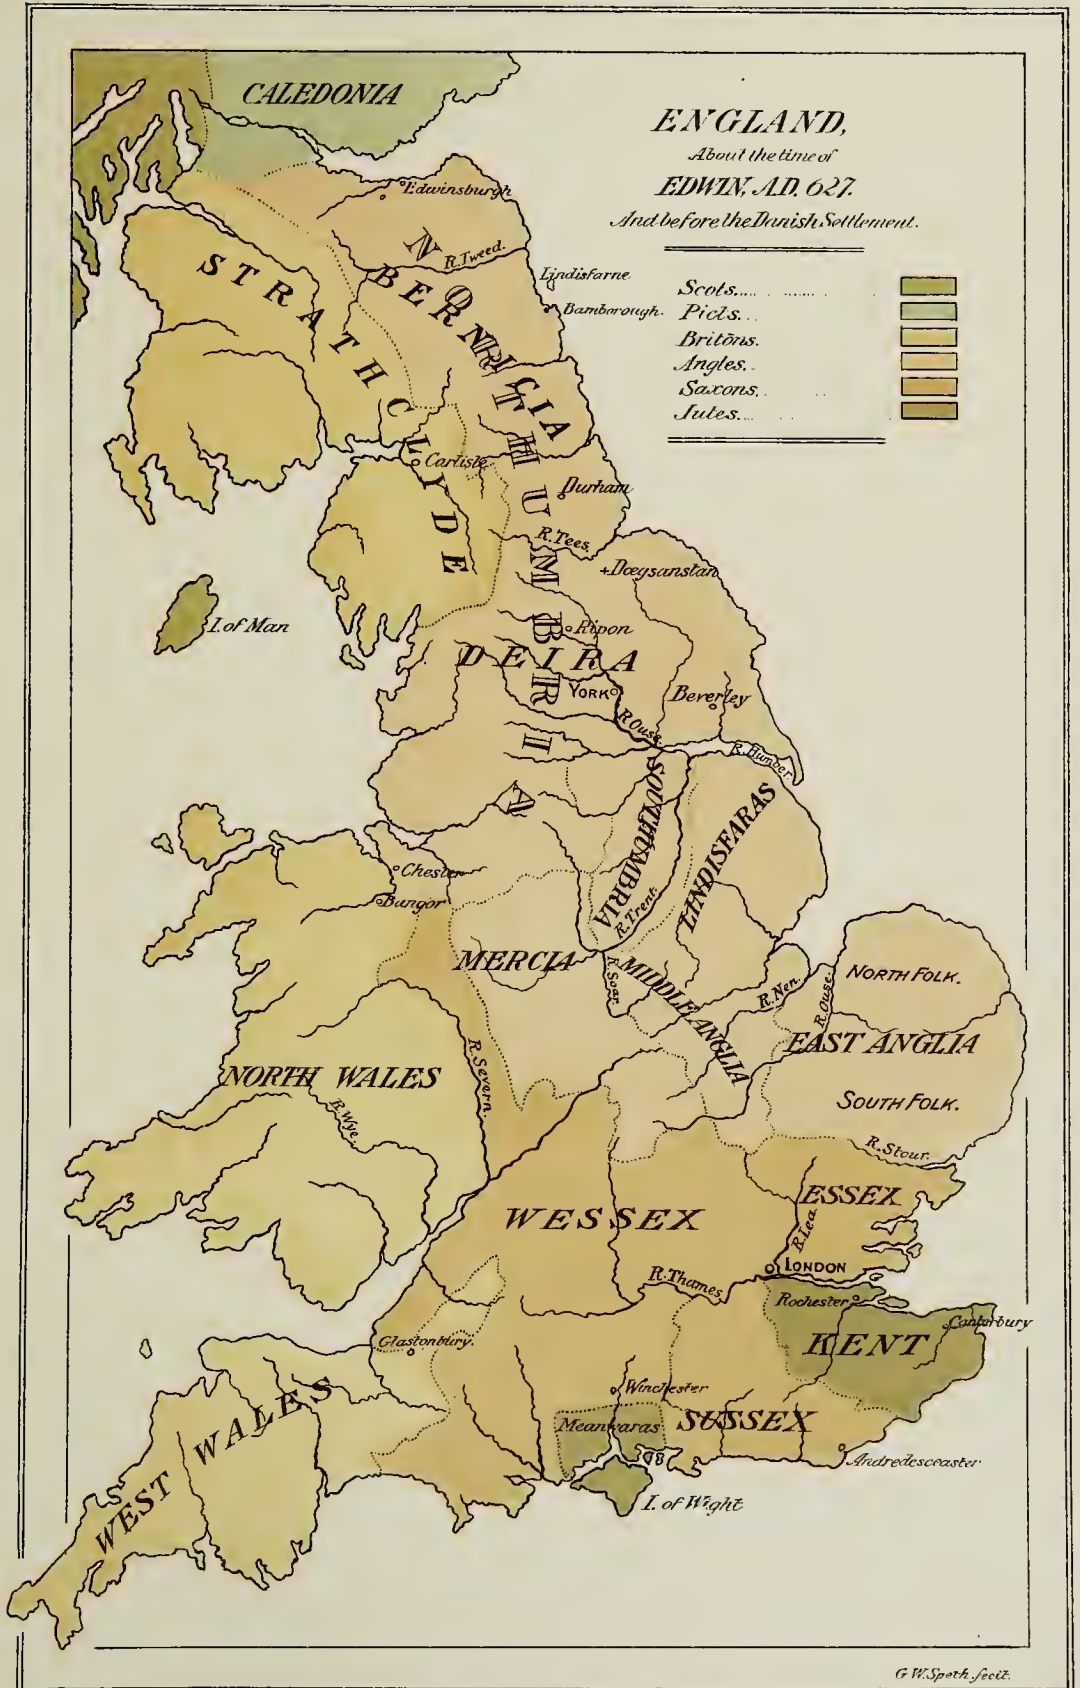 ENGLAND,
About the time of
EDWIN, A.D. 627.
And before the Danish Settlement.
Scots.....
Picts...
Britons.
Angles..
Saxons.
Jutes....
CALEDONIA
Edwinsburgh
R. Tweed.
Lindisfarne
Bamborough.
STRATHCLYDE
BERNICIA
NORTHUMBRIA
Carlisle
Durham
R. Tees.
+Dægsanstan
I. of Man
Ripon
DEIRA
YORK
Beverley
R. Ouse
R. Humber
SOUTHUMBRIA
LINDISFARAS
R. Trent.
Chester
Bangor
MERCIA
R. Soar.
MIDDLE ANGLIA
R. Nen.
R. Ouse.
NORTH FOLK.
EAST ANGLIA
SOUTH FOLK.
NORTH WALES
R. Severn.
R. Wye.
R. Stour.
ESSEX
WESSEX
R. Lea.
LONDON
R. Thames.
Rochester
Canterbury
KENT
Glastonbury.
Winchester
Meanwaras
SUSSEX
Andredesceaster
I. of Wight
WEST WALES
G. W. Speth. fecit.